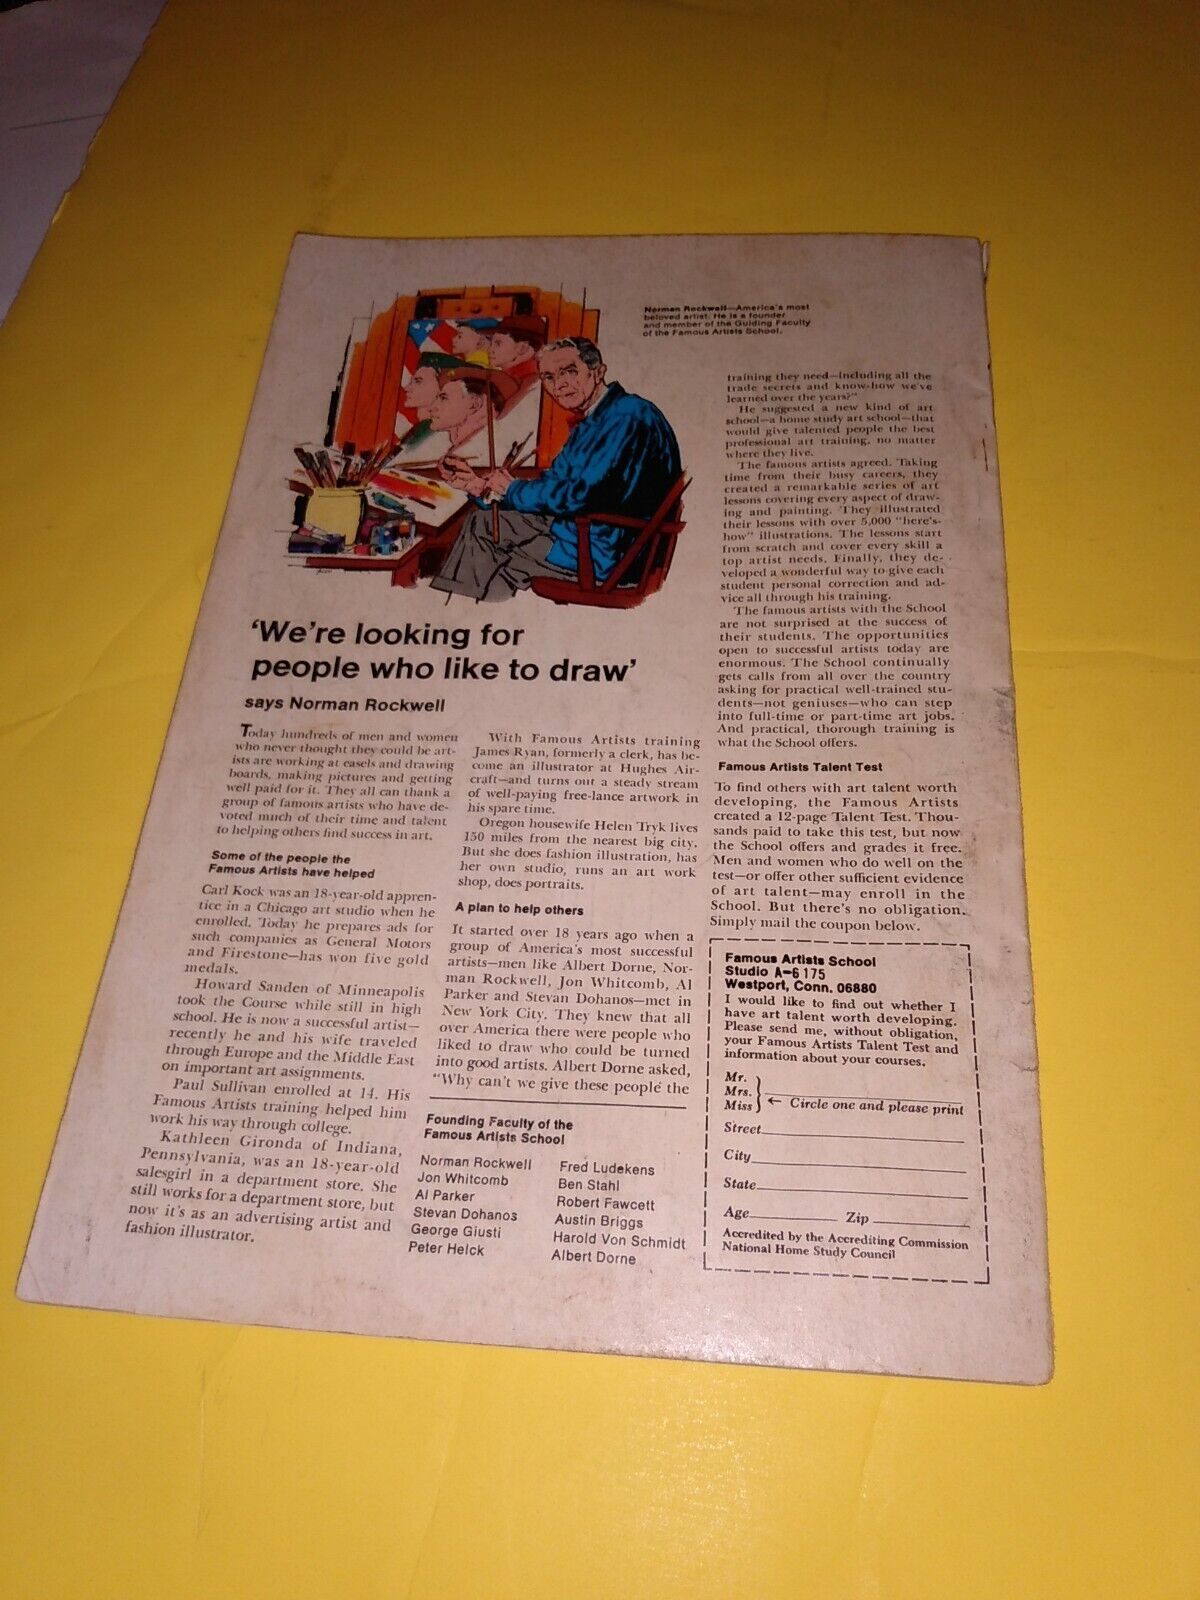 Norman Rockwell—America's most
beloved artist. He is a founder
and member of the Guiding Faculty
of the Famous Artists School.
'We're looking for
people who like to draw'
says Norman Rockwell
Today hundreds of men and women
who never thought they could be art-
ists are working at easels and drawing
boards, making pictures and getting
well paid for it. They all can thank a
group of famous artists who have de-
voted much of their time and talent
to helping others find success in art.
Some of the people the
Famous Artists have helped
Carl Kock was an 18-year-old appren-
tice in a Chicago art studio when he
enrolled. Today he prepares ads for
such companies as General Motors
and Firestone—has won five gold
medals.
Howard Sanden of Minneapolis
took the Course while still in high
school. He is now a successful artist—
recently he and his wife traveled
through Europe and the Middle East
on important art assignments.
Paul Sullivan enrolled at 14. His
Famous Artists training helped him
work his way through college.
Kathleen Gironda of Indiana,
Pennsylvania, was an 18-year-old
salesgirl in a department store. She
still works for a department store, but
now it's as an advertising artist and
fashion illustrator.
With Famous Artists training
James Ryan, formerly a clerk, has be-
come an illustrator at Hughes Air-
craft—and turns out a steady stream
of well-paying free-lance artwork in
his spare time.
Oregon housewife Helen Tryk lives
150 miles from the nearest big city.
But she does fashion illustration, has
her own studio, runs an art work
shop, does portraits.
A plan to help others
It started over 18 years ago when a
group of America's most successful
artists—men like Albert Dorne, Nor-
man Rockwell, Jon Whitcomb, Al
Parker and Stevan Dohanos—met in
New York City. They knew that all
over America there were people who
liked to draw who could be turned
into good artists. Albert Dorne asked,
"Why can't we give these people the
training they need—including all the
trade secrets and know-how we've
learned over the years?"
He suggested a new kind of art
school—a home study art school—that
would give talented people the best
professional art training, no matter
where they live.
The famous artists agreed. Taking
time from their busy careers, they
created a remarkable series of art
lessons covering every aspect of draw-
ing and painting. They illustrated
their lessons with over 5,000 "here's-
how" illustrations. The lessons start
from scratch and cover every skill a
top artist needs. Finally, they de-
veloped a wonderful way to give each
student personal correction and ad-
vice all through his training.
The famous artists with the School
are not surprised at the success of
their students. The opportunities
open to successful artists today are
enormous. The School continually
gets calls from all over the country
asking for practical well-trained stu-
dents—not geniuses—who can step
into full-time or part-time art jobs.
And practical, thorough training is
what the School offers.
Famous Artists Talent Test
To find others with art talent worth
developing, the Famous Artists
created a 12-page Talent Test. Thou-
sands paid to take this test, but now
the School offers and grades it free.
Men and women who do well on the
test—or offer other sufficient evidence
of art talent—may enroll in the
School. But there's no obligation.
Simply mail the coupon below.
Founding Faculty of the
Famous Artists School
Norman Rockwell
Jon Whitcomb
Al Parker
Stevan Dohanos
George Giusti
Peter Helck
Fred Ludekens
Ben Stahl
Robert Fawcett
Austin Briggs
Harold Von Schmidt
Albert Dorne
Famous Artists School
Studio A-6175
Westport, Conn. 06880
I would like to find out whether I
have art talent worth developing.
Please send me, without obligation,
your Famous Artists Talent Test and
information about your courses.
Mr.
Mrs.
Miss ← Circle one and please print
Street
City
State
Age Zip
Accredited by the Accrediting Commission
National Home Study Council